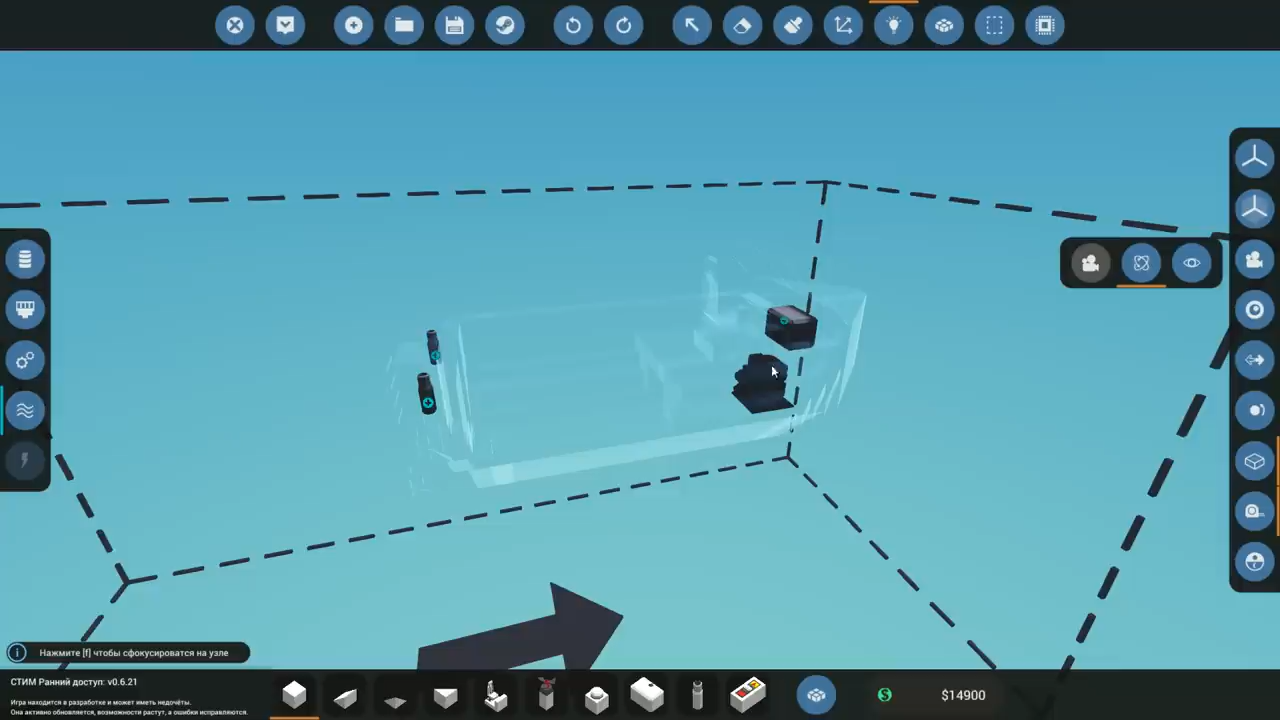 Нажмите [f] чтобы сфокусироватся на узле
СТИМ Ранний доступ: v0.6.21
Игра находится в разработке и может иметь недочёты.
Она активно обновляется, возможности растут, а ошибки исправляются.
$14900